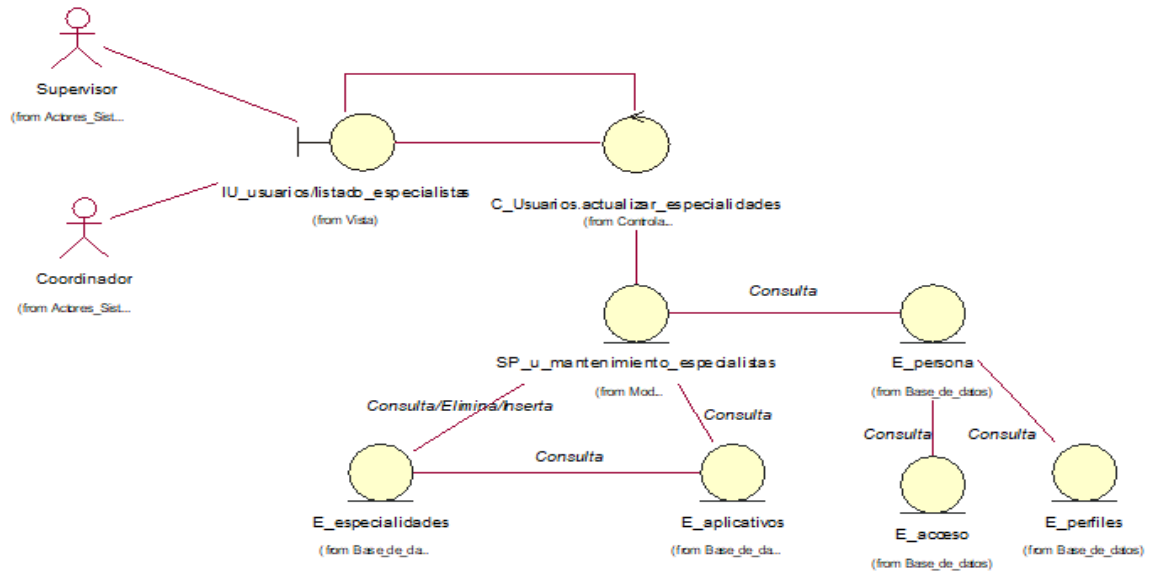 Supervisor
(from Actores_Sist...
IU_usuarios/listado_especialistas
(from Vista)
C_Usuarios.actualizar_especialidades
(from Controla...
Coordinador
(from Actores_Sist...
Consulta
SP_u_mantenimiento_especialistas
(from Mod...
E_persona
(from Base_de_datos)
Consulta/Elimina/Inserta
Consulta
Consulta
Consulta
Consulta
E_especialidades
(from Base_de_da...
E_aplicativos
(from Base_de_da...
E_acceso
(from Base_de_datos)
E_perfiles
(from Base_de_datos)